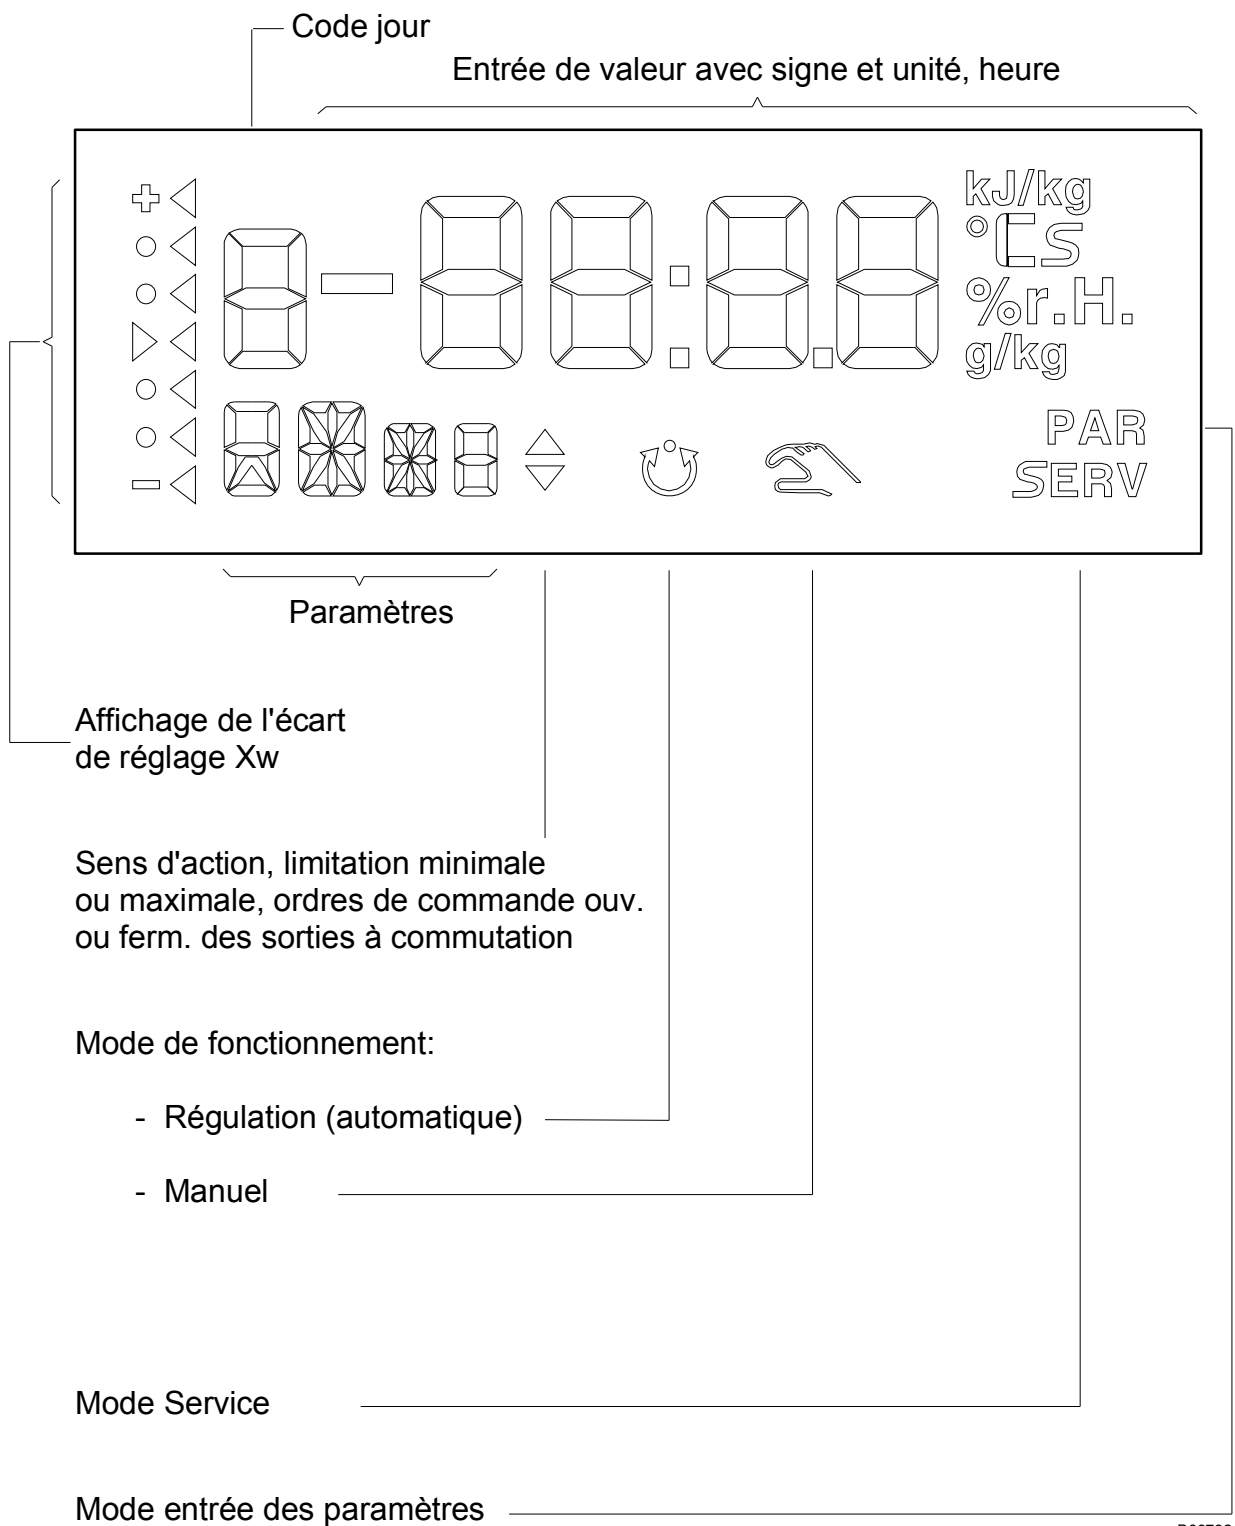 Code jour
Entrée de valeur avec signe et unité, heure
kJ/kg
°C s
%r.H.
g/kg
PAR
SERV
Paramètres
Affichage de l'écart
de réglage Xw
Sens d'action, limitation minimale
ou maximale, ordres de commande ouv.
ou ferm. des sorties à commutation
Mode de fonctionnement:
- Régulation (automatique)
- Manuel
Mode Service
Mode entrée des paramètres